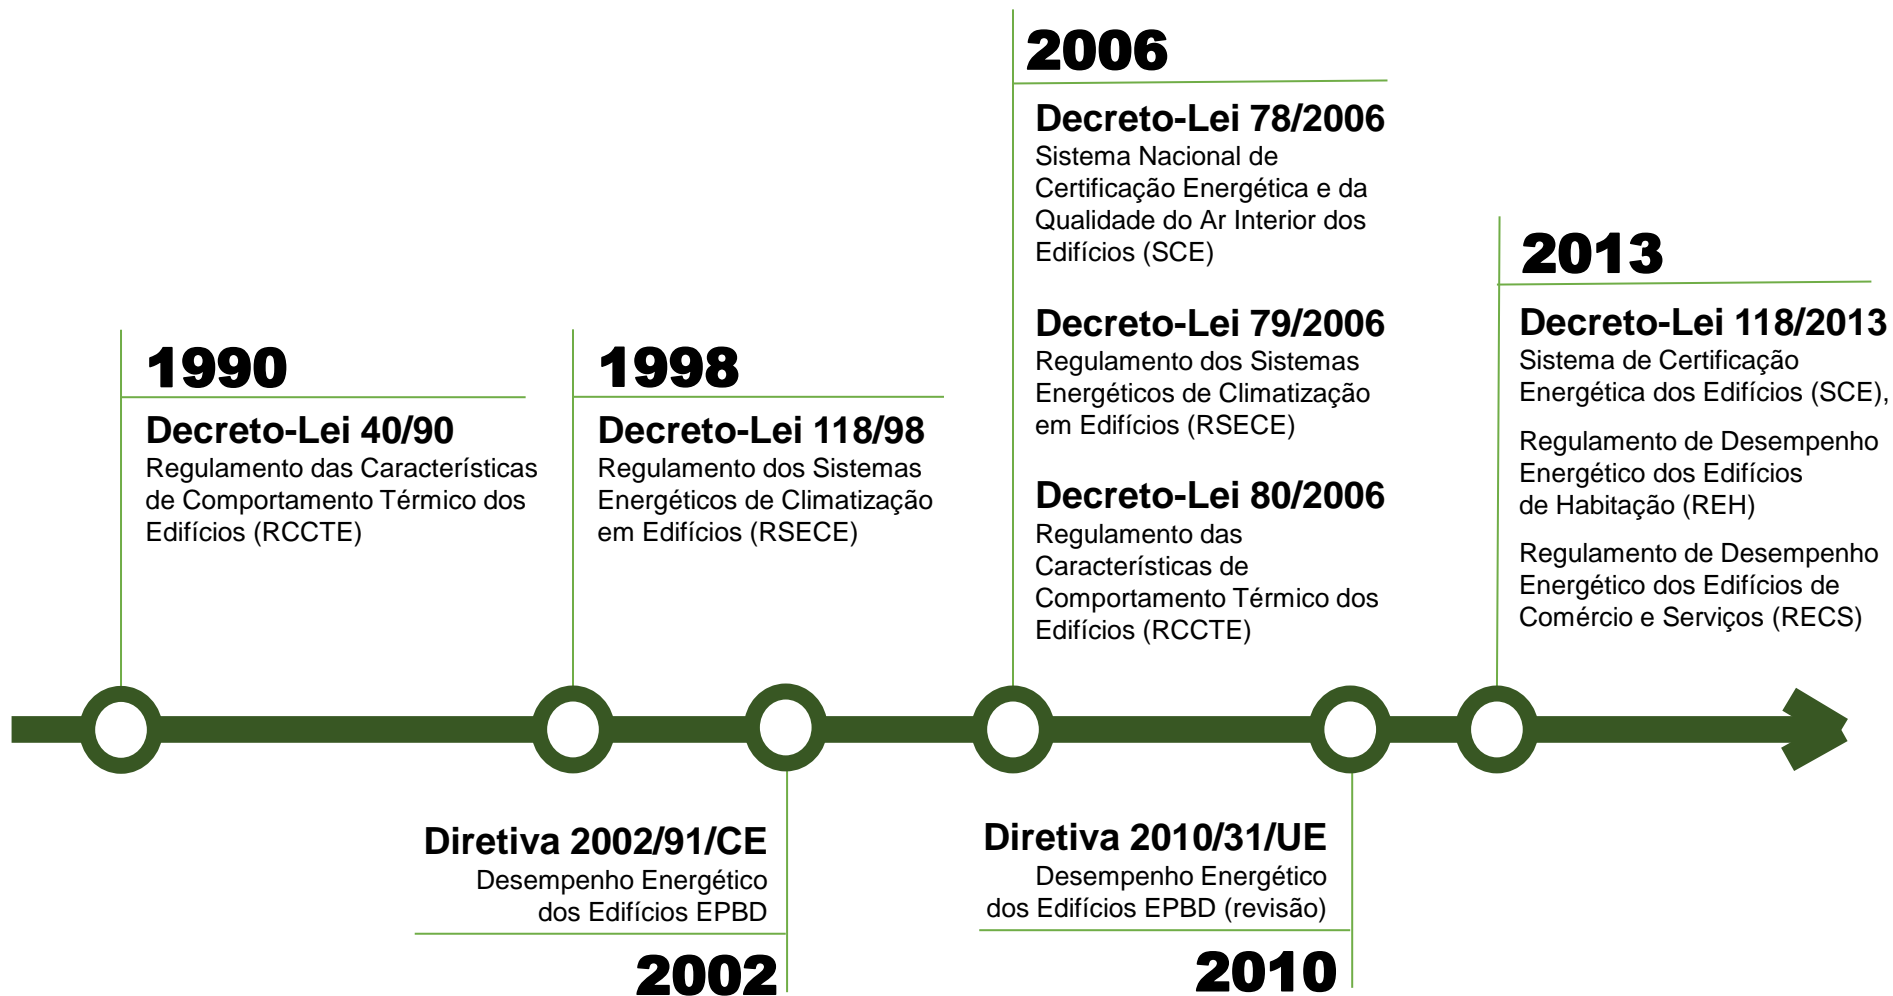 1990
Decreto-Lei 40/90
Regulamento das Características
de Comportamento Térmico dos
Edifícios (RCCTE)
1998
Decreto-Lei 118/98
Regulamento dos Sistemas
Energéticos de Climatização
em Edifícios (RSECE)
2006
Decreto-Lei 78/2006
Sistema Nacional de
Certificação Energética e da
Qualidade do Ar Interior dos
Edifícios (SCE)
Decreto-Lei 79/2006
Regulamento dos Sistemas
Energéticos de Climatização
em Edifícios (RSECE)
Decreto-Lei 80/2006
Regulamento das
Características de
Comportamento Térmico dos
Edifícios (RCCTE)
2013
Decreto-Lei 118/2013
Sistema de Certificação
Energética dos Edifícios (SCE),
Regulamento de Desempenho
Energético dos Edifícios
de Habitação (REH)
Regulamento de Desempenho
Energético dos Edifícios de
Comércio e Serviços (RECS)
Diretiva 2002/91/CE
Desempenho Energético
dos Edifícios EPBD
2002
Diretiva 2010/31/UE
Desempenho Energético
dos Edifícios EPBD (revisão)
2010